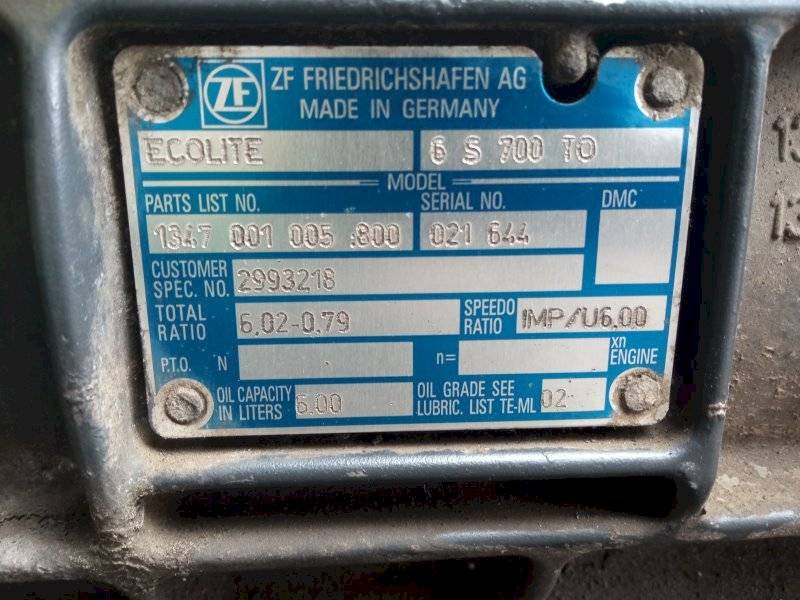 ZF ZF FRIEDRICHSHAFEN AG
MADE IN GERMANY
ECOLITE 6 S 700 TO
MODEL
PARTS LIST NO. SERIAL NO. DMC
1347 001 005 800 021 644
CUSTOMER
SPEC. NO. 2993218
TOTAL
RATIO 6,02-0,79 SPEEDO
RATIO IMP/U6,00
P.T.O. N n= xn
ENGINE
OIL CAPACITY
IN LITERS 6,00 OIL GRADE SEE
LUBRIC. LIST TE-ML 02
13
13